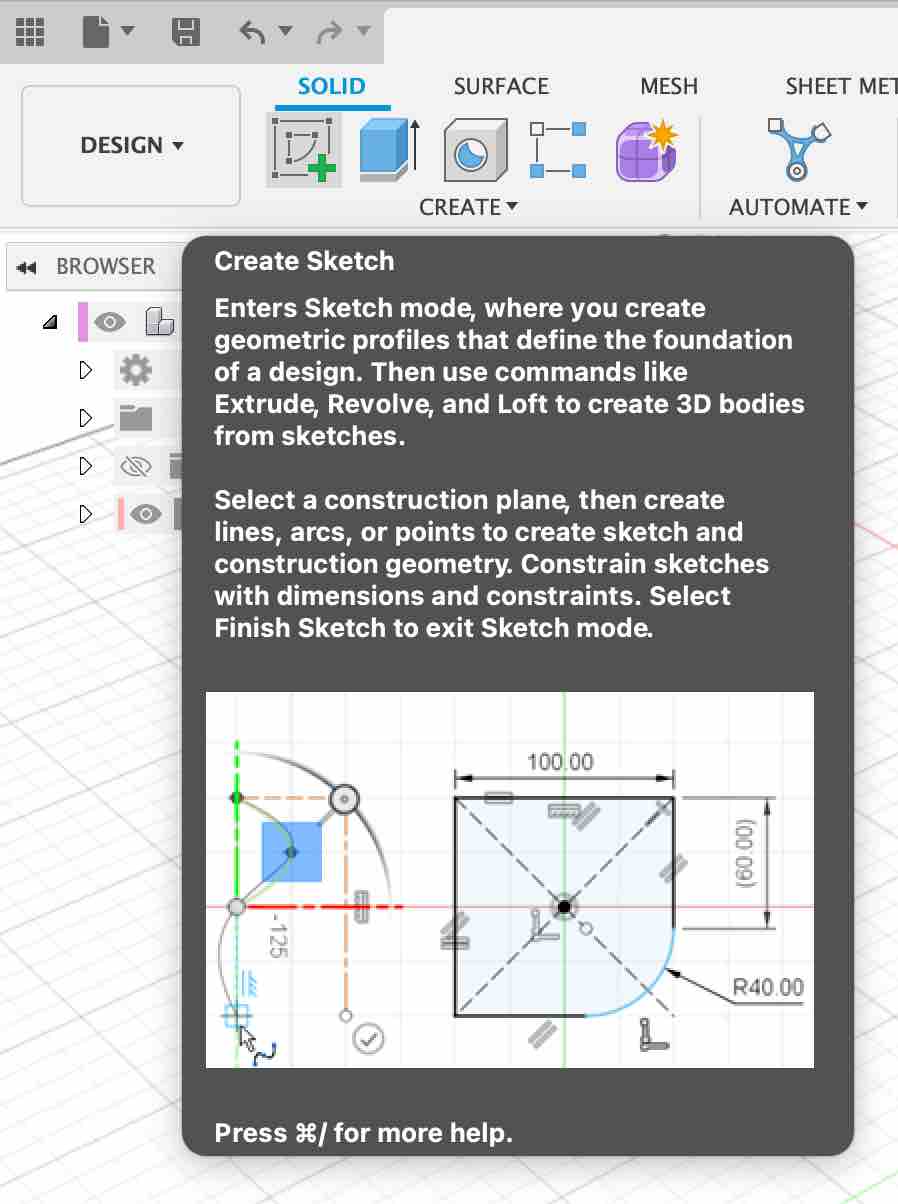 SOLID
SURFACE
MESH
SHEET MET
DESIGN
CREATE
AUTOMATE
BROWSER
Create Sketch
Enters Sketch mode, where you create
geometric profiles that define the foundation
of a design. Then use commands like
Extrude, Revolve, and Loft to create 3D bodies
from sketches.
Select a construction plane, then create
lines, arcs, or points to create sketch and
construction geometry. Constrain sketches
with dimensions and constraints. Select
Finish Sketch to exit Sketch mode.
100.00
(60.00)
-125
R40.00
Press ⌘/ for more help.